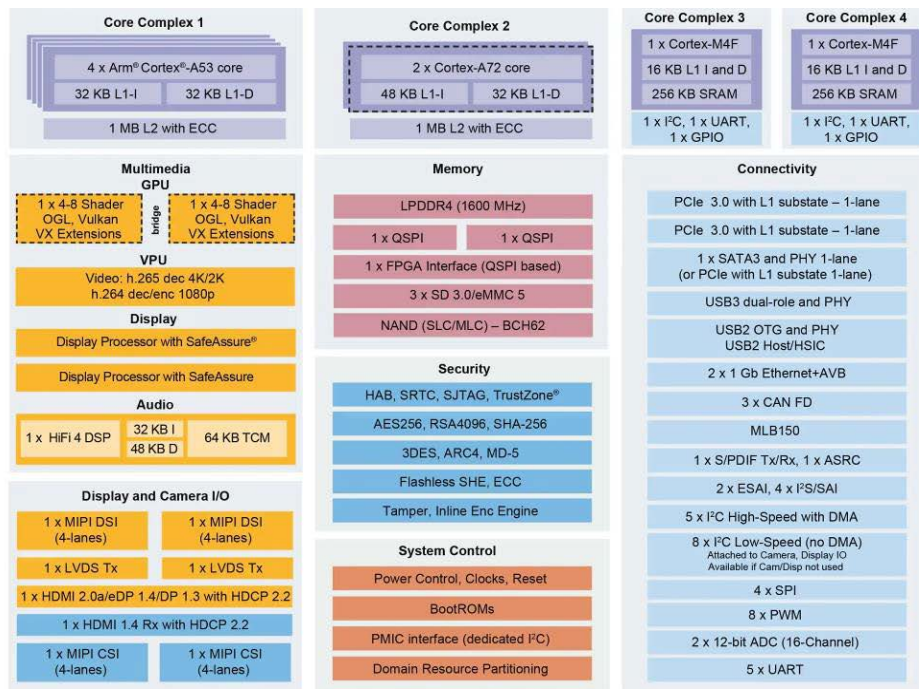 Core Complex 1
4 x Arm® Cortex®-A53 core
32 KB L1-I
32 KB L1-D
1 MB L2 with ECC
Core Complex 2
2 x Cortex-A72 core
48 KB L1-I
32 KB L1-D
1 MB L2 with ECC
Core Complex 3
1 x Cortex-M4F
16 KB L1 I and D
256 KB SRAM
1 x I²C, 1 x UART,
1 x GPIO
Core Complex 4
1 x Cortex-M4F
16 KB L1 I and D
256 KB SRAM
1 x I²C, 1 x UART,
1 x GPIO
Multimedia
GPU
1 x 4-8 Shader
OGL, Vulkan
VX Extensions
bridge
1 x 4-8 Shader
OGL, Vulkan
VX Extensions
VPU
Video: h.265 dec 4K/2K
h.264 dec/enc 1080p
Display
Display Processor with SafeAssure®
Display Processor with SafeAssure
Audio
1 x HiFi 4 DSP
32 KB I
48 KB D
64 KB TCM
Display and Camera I/O
1 x MIPI DSI
(4-lanes)
1 x MIPI DSI
(4-lanes)
1 x LVDS Tx
1 x LVDS Tx
1 x HDMI 2.0a/eDP 1.4/DP 1.3 with HDCP 2.2
1 x HDMI 1.4 Rx with HDCP 2.2
1 x MIPI CSI
(4-lanes)
1 x MIPI CSI
(4-lanes)
Memory
LPDDR4 (1600 MHz)
1 x QSPI
1 x QSPI
1 x FPGA Interface (QSPI based)
3 x SD 3.0/eMMC 5
NAND (SLC/MLC) – BCH62
Security
HAB, SRTC, SJTAG, TrustZone®
AES256, RSA4096, SHA-256
3DES, ARC4, MD-5
Flashless SHE, ECC
Tamper, Inline Enc Engine
System Control
Power Control, Clocks, Reset
BootROMs
PMIC interface (dedicated I²C)
Domain Resource Partitioning
Connectivity
PCIe 3.0 with L1 substate – 1-lane
PCIe 3.0 with L1 substate – 1-lane
1 x SATA3 and PHY 1-lane
(or PCIe with L1 substate 1-lane)
USB3 dual-role and PHY
USB2 OTG and PHY
USB2 Host/HSIC
2 x 1 Gb Ethernet+AVB
3 x CAN FD
MLB150
1 x S/PDIF Tx/Rx, 1 x ASRC
2 x ESAI, 4 x I²S/SAI
5 x I²C High-Speed with DMA
8 x I²C Low-Speed (no DMA)
Attached to Camera, Display IO
Available if Cam/Disp not used
4 x SPI
8 x PWM
2 x 12-bit ADC (16-Channel)
5 x UART